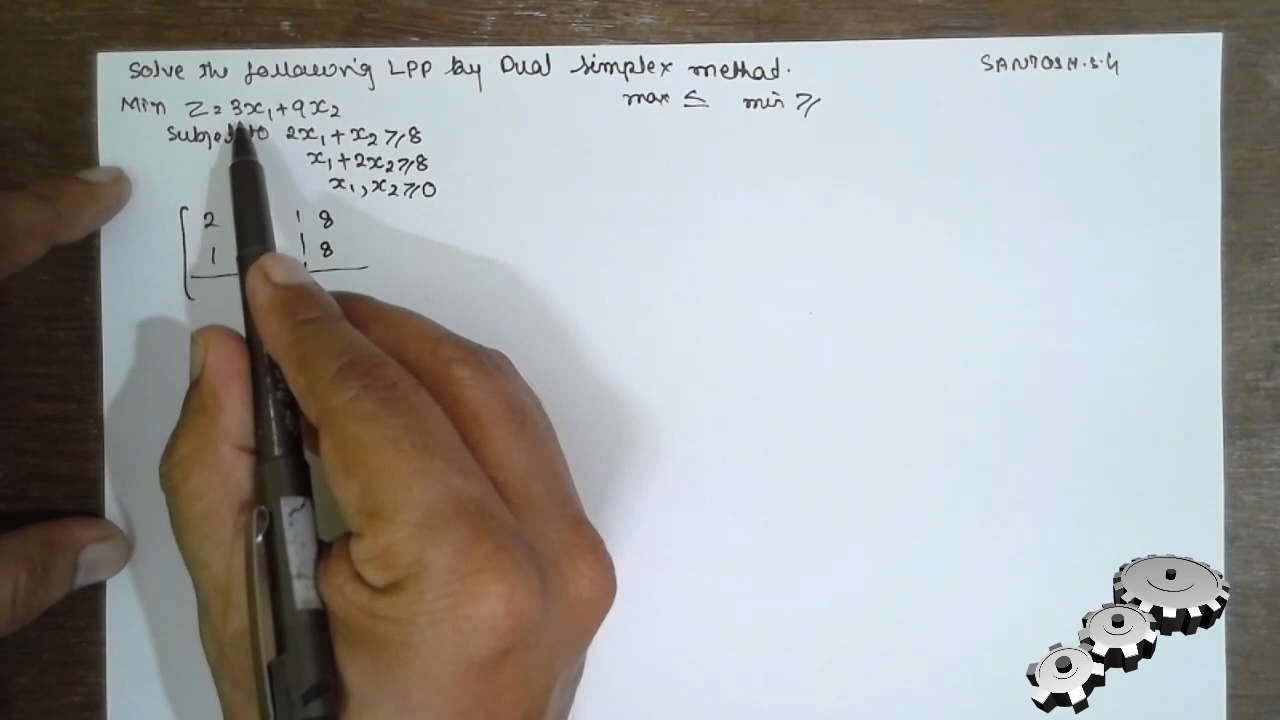 Solve the following LPP by Dual simplex method.
SANTOSH.S.G
Min Z = 3x₁ + 9x₂
max ≤ min ≥
Subject to 2x₁ + x₂ ≥ 8
x₁ + 2x₂ ≥ 8
x₁, x₂ ≥ 0
2 8
1 8